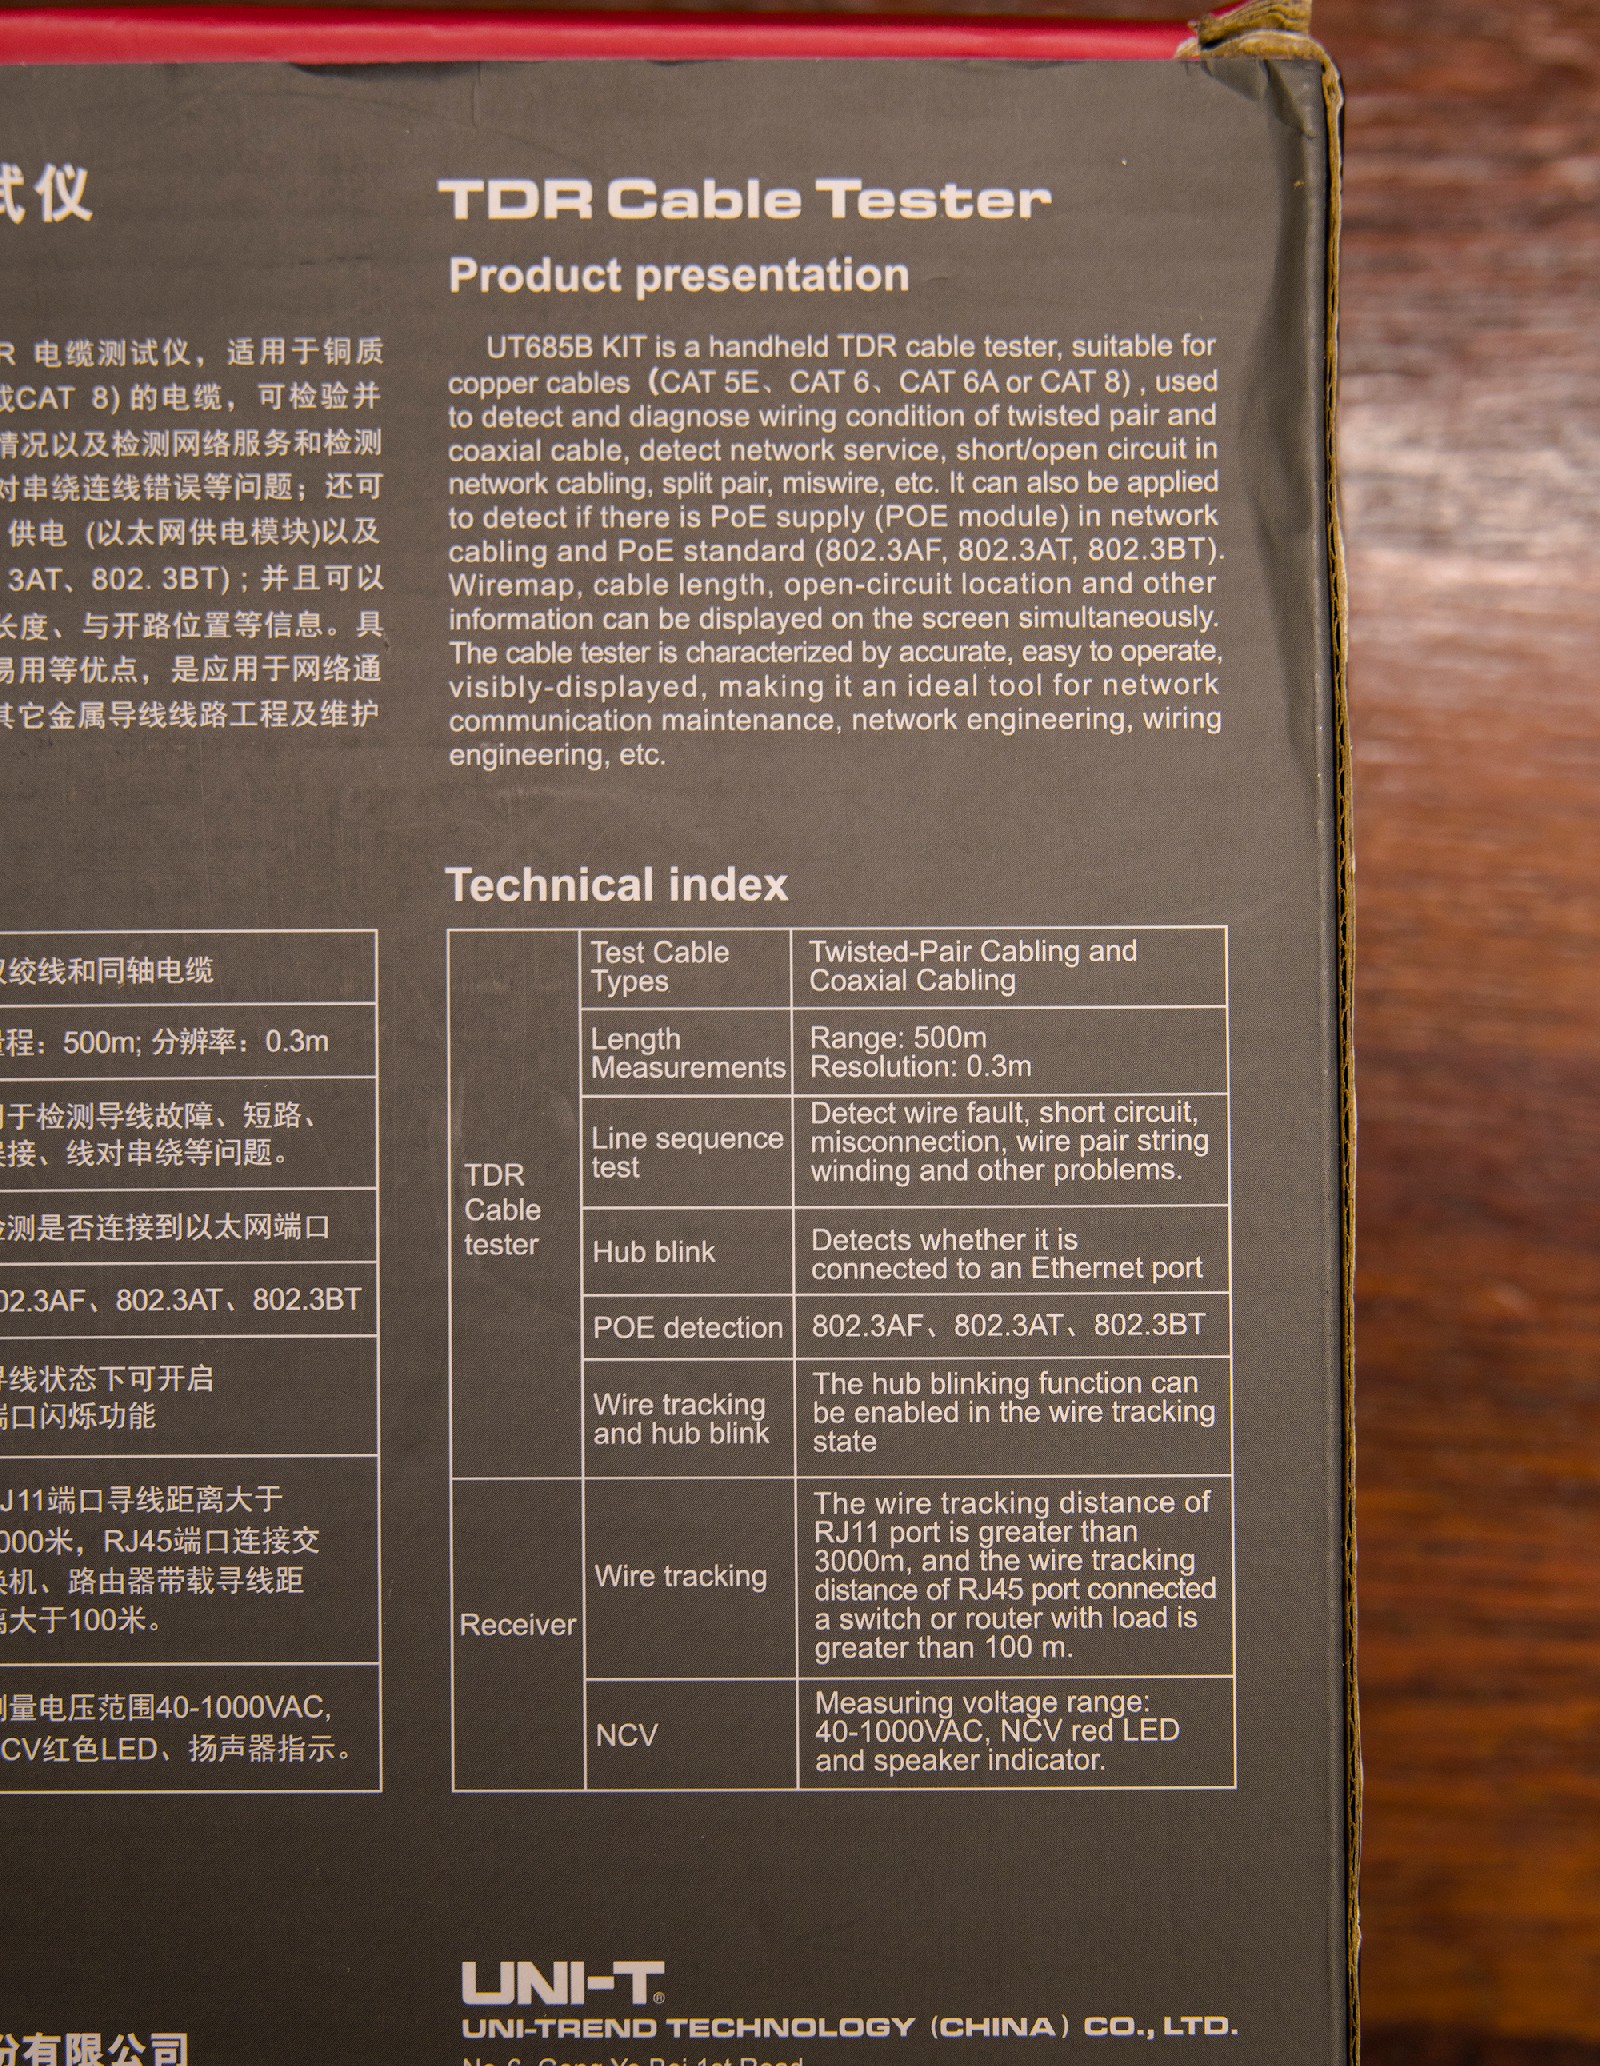 试仪
R 电缆测试仪，适用于铜质
或CAT 8) 的电缆，可检验并
情况以及检测网络服务和检测
对串绕连线错误等问题；还可
供电 (以太网供电模块)以及
3AT、802. 3BT)；并且可以
长度、与开路位置等信息。具
易用等优点，是应用于网络通
其它金属导线线路工程及维护
双绞线和同轴电缆
量程：500m; 分辨率：0.3m
用于检测导线故障、短路、
误接、线对串绕等问题。
检测是否连接到以太网端口
02.3AF、802.3AT、802.3BT
寻线状态下可开启
端口闪烁功能
J11端口寻线距离大于
000米，RJ45端口连接交
换机、路由器带载寻线距
离大于100米。
测量电压范围40-1000VAC,
CV红色LED、扬声器指示。
份有限公司
TDR Cable Tester
Product presentation
UT685B KIT is a handheld TDR cable tester, suitable for
copper cables（CAT 5E、CAT 6、CAT 6A or CAT 8) , used
to detect and diagnose wiring condition of twisted pair and
coaxial cable, detect network service, short/open circuit in
network cabling, split pair, miswire, etc. It can also be applied
to detect if there is PoE supply (POE module) in network
cabling and PoE standard (802.3AF, 802.3AT, 802.3BT).
Wiremap, cable length, open-circuit location and other
information can be displayed on the screen simultaneously.
The cable tester is characterized by accurate, easy to operate,
visibly-displayed, making it an ideal tool for network
communication maintenance, network engineering, wiring
engineering, etc.
Technical index
TDR
Cable
tester
Test Cable
Types
Twisted-Pair Cabling and
Coaxial Cabling
Length
Measurements
Range: 500m
Resolution: 0.3m
Line sequence
test
Detect wire fault, short circuit,
misconnection, wire pair string
winding and other problems.
Hub blink
Detects whether it is
connected to an Ethernet port
POE detection
802.3AF、802.3AT、802.3BT
Wire tracking
and hub blink
The hub blinking function can
be enabled in the wire tracking
state
Receiver
Wire tracking
The wire tracking distance of
RJ11 port is greater than
3000m, and the wire tracking
distance of RJ45 port connected
a switch or router with load is
greater than 100 m.
NCV
Measuring voltage range:
40-1000VAC, NCV red LED
and speaker indicator.
UNI-T®
UNI-TREND TECHNOLOGY (CHINA) CO., LTD.
No 6, Gong Ye Bei 1st Road